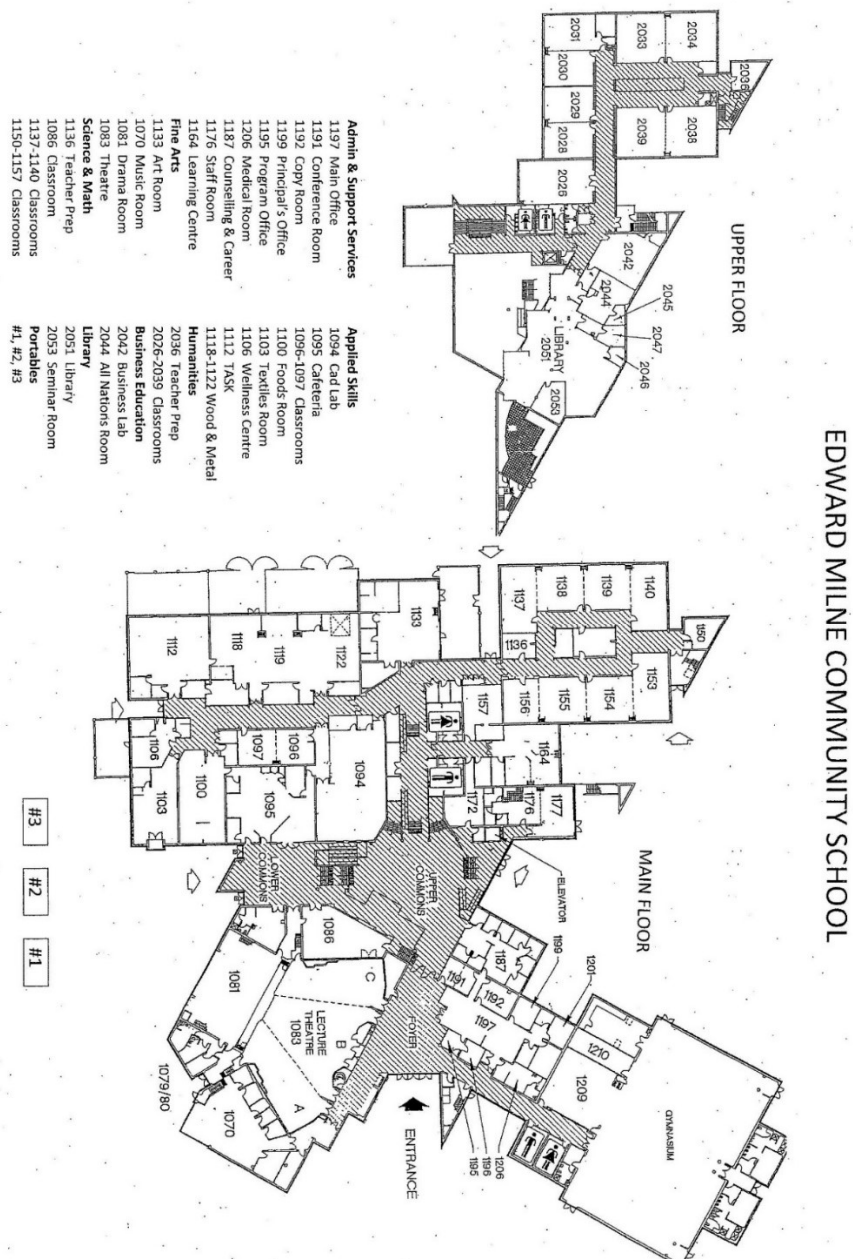 EDWARD MILNE COMMUNITY SCHOOL
UPPER FLOOR
2031
2030
2029
2028
2026
2033
2034
2036
2038
2039
2042
2044
2045
2047
2046
LIBRARY
2051
2053
MAIN FLOOR
1140
1139
1138
1137
1136
1150
1153
1154
1155
1156
1157
1164
1133
1122
1119
1118
1112
1106
1103
1100
1097
1096
1095
1094
1172
1176
1177
ELEVATOR
1199
1201
LOWER
COMMONS
UPPER
COMMONS
1086
1081
1079/80
1070
LECTURE
THEATRE
1083
A
B
C
FOYER
1187
1191
1192
1197
1210
1209
GYMNASIUM
1206
1196
1195
ENTRANCE
#3
#2
#1
Admin & Support Services
1197 Main Office
1191 Conference Room
1192 Copy Room
1199 Principal's Office
1195 Program Office
1206 Medical Room
1187 Counselling & Career
1176 Staff Room
1164 Learning Centre
Fine Arts
1133 Art Room
1070 Music Room
1081 Drama Room
1083 Theatre
Science & Math
1136 Teacher Prep
1086 Classroom
1137-1140 Classrooms
1150-1157 Classrooms
Applied Skills
1094 Cad Lab
1095 Cafeteria
1096-1097 Classrooms
1100 Foods Room
1103 Textiles Room
1106 Wellness Centre
1112 TASK
1118-1122 Wood & Metal
Humanities
2036 Teacher Prep
2026-2039 Classrooms
Business Education
2042 Business Lab
2044 All Nations Room
Library
2051 Library
2053 Seminar Room
Portables
#1, #2, #3